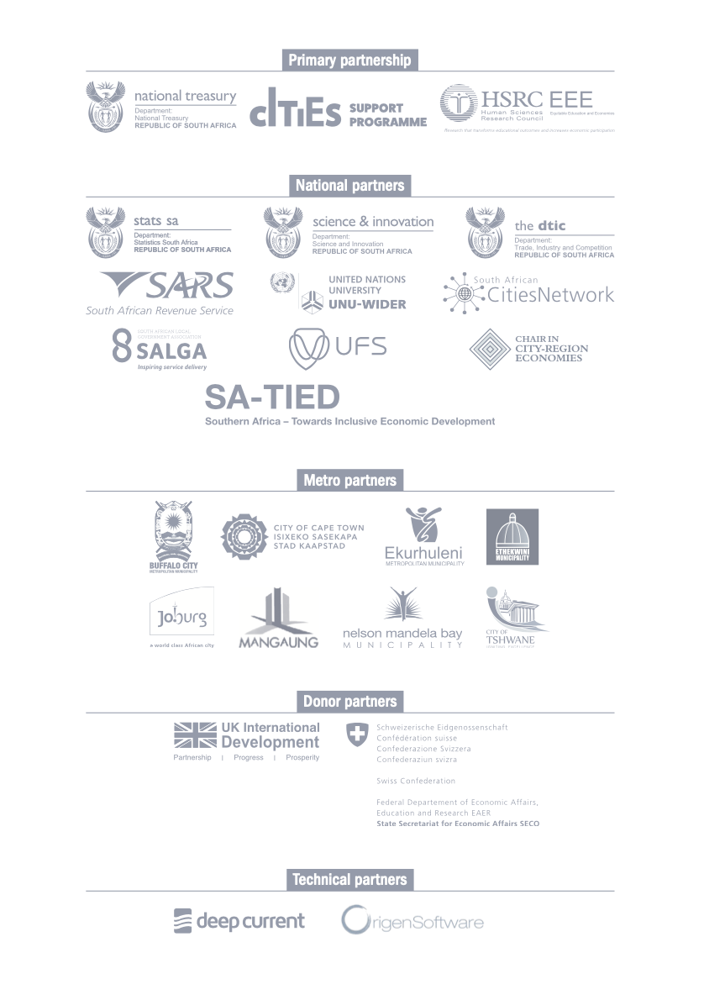 Primary partnership
national treasury
Department:
National Treasury
REPUBLIC OF SOUTH AFRICA
cITiEs SUPPORT
PROGRAMME
HSRC EEE
Human Sciences
Research Council
Equitable Education and Economies
Research that transforms educational outcomes and increases economic participation
National partners
stats sa
Department:
Statistics South Africa
REPUBLIC OF SOUTH AFRICA
science & innovation
Department:
Science and Innovation
REPUBLIC OF SOUTH AFRICA
the dtic
Department:
Trade, Industry and Competition
REPUBLIC OF SOUTH AFRICA
SARS
South African Revenue Service
UNITED NATIONS
UNIVERSITY
UNU-WIDER
South African
CitiesNetwork
SOUTH AFRICAN LOCAL
GOVERNMENT ASSOCIATION
SALGA
Inspiring service delivery
UFS
CHAIR IN
CITY-REGION
ECONOMIES
SA-TIED
Southern Africa – Towards Inclusive Economic Development
Metro partners
BUFFALO CITY
METROPOLITAN MUNICIPALITY
CITY OF CAPE TOWN
ISIXEKO SASEKAPA
STAD KAAPSTAD
Ekurhuleni
METROPOLITAN MUNICIPALITY
ETHEKWINI
MUNICIPALITY
Joburg
a world class African city
MANGAUNG
nelson mandela bay
MUNICIPALITY
CITY OF
TSHWANE
IGNITING EXCELLENCE
Donor partners
UK International
Development
Partnership | Progress | Prosperity
Schweizerische Eidgenossenschaft
Confédération suisse
Confederazione Svizzera
Confederaziun svizra
Swiss Confederation
Federal Departement of Economic Affairs,
Education and Research EAER
State Secretariat for Economic Affairs SECO
Technical partners
deep current
OrigenSoftware